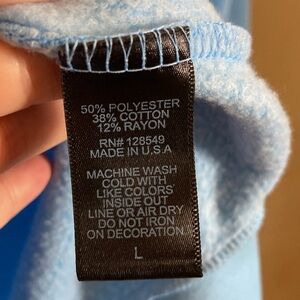 50% POLYESTER
38% COTTON
12% RAYON
RN# 128549
MADE IN U.S.A
MACHINE WASH
COLD WITH
LIKE COLORS
INSIDE OUT
LINE OR AIR DRY
DO NOT IRON
ON DECORATION.
L